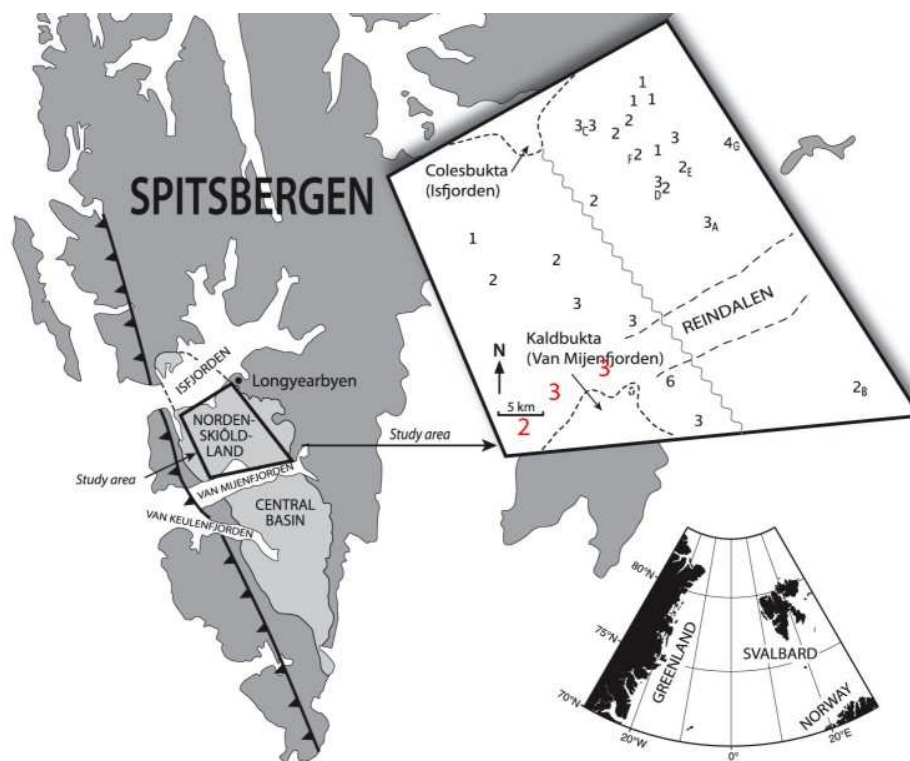 SPITSBERGEN
ISFJORDEN
Longyearbyen
NORDEN-
SKIÖLD-
LAND
Study area
VAN MIJENFJORDEN
VAN KEULENFJORDEN
CENTRAL
BASIN
Study area
1
1 1
2
3C3
2
3
F2
1
4G
2E
3
D2
2
3A
Colesbukta
(Isfjorden)
1
2
2
3
3
REINDALEN
Kaldbukta
(Van Mijenfjorden)
N
5 km
3
3
2
6
2B
3
80°N
75°N
70°N
GREENLAND
SVALBARD
NORWAY
20°W
0°
20°E